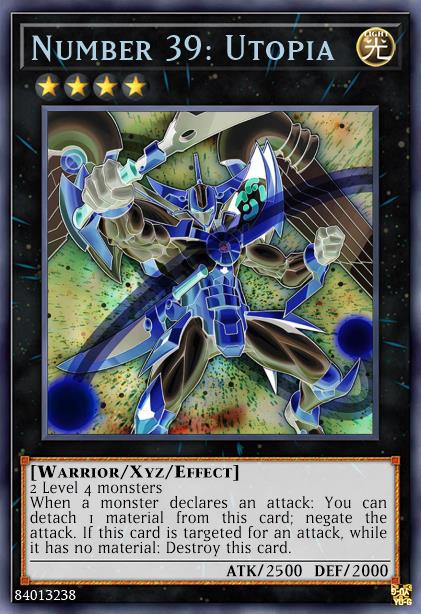 Number 39: Utopia
LIGHT
光
[Warrior/Xyz/Effect]
2 Level 4 monsters
When a monster declares an attack: You can
detach 1 material from this card; negate the
attack. If this card is targeted for an attack, while
it has no material: Destroy this card.
ATK/2500 DEF/2000
84013238